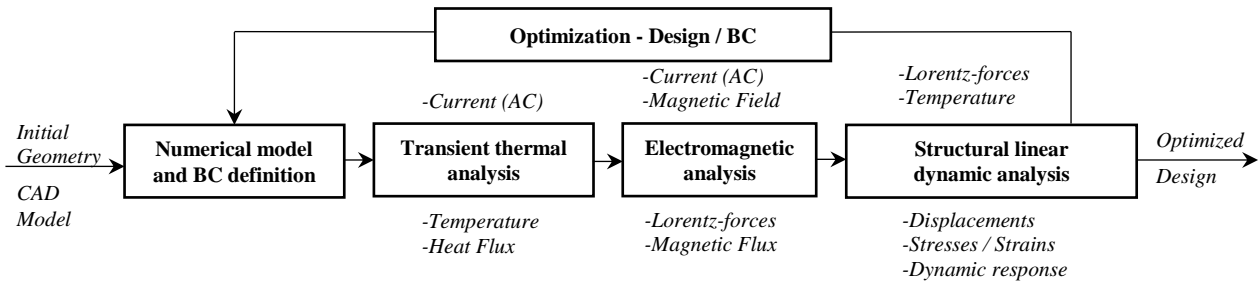 Optimization - Design / BC
-Current (AC)
-Current (AC)
-Magnetic Field
-Lorentz-forces
-Temperature
Initial
Geometry
CAD
Model
Numerical model
and BC definition
Transient thermal
analysis
Electromagnetic
analysis
Structural linear
dynamic analysis
Optimized
Design
-Temperature
-Heat Flux
-Lorentz-forces
-Magnetic Flux
-Displacements
-Stresses / Strains
-Dynamic response